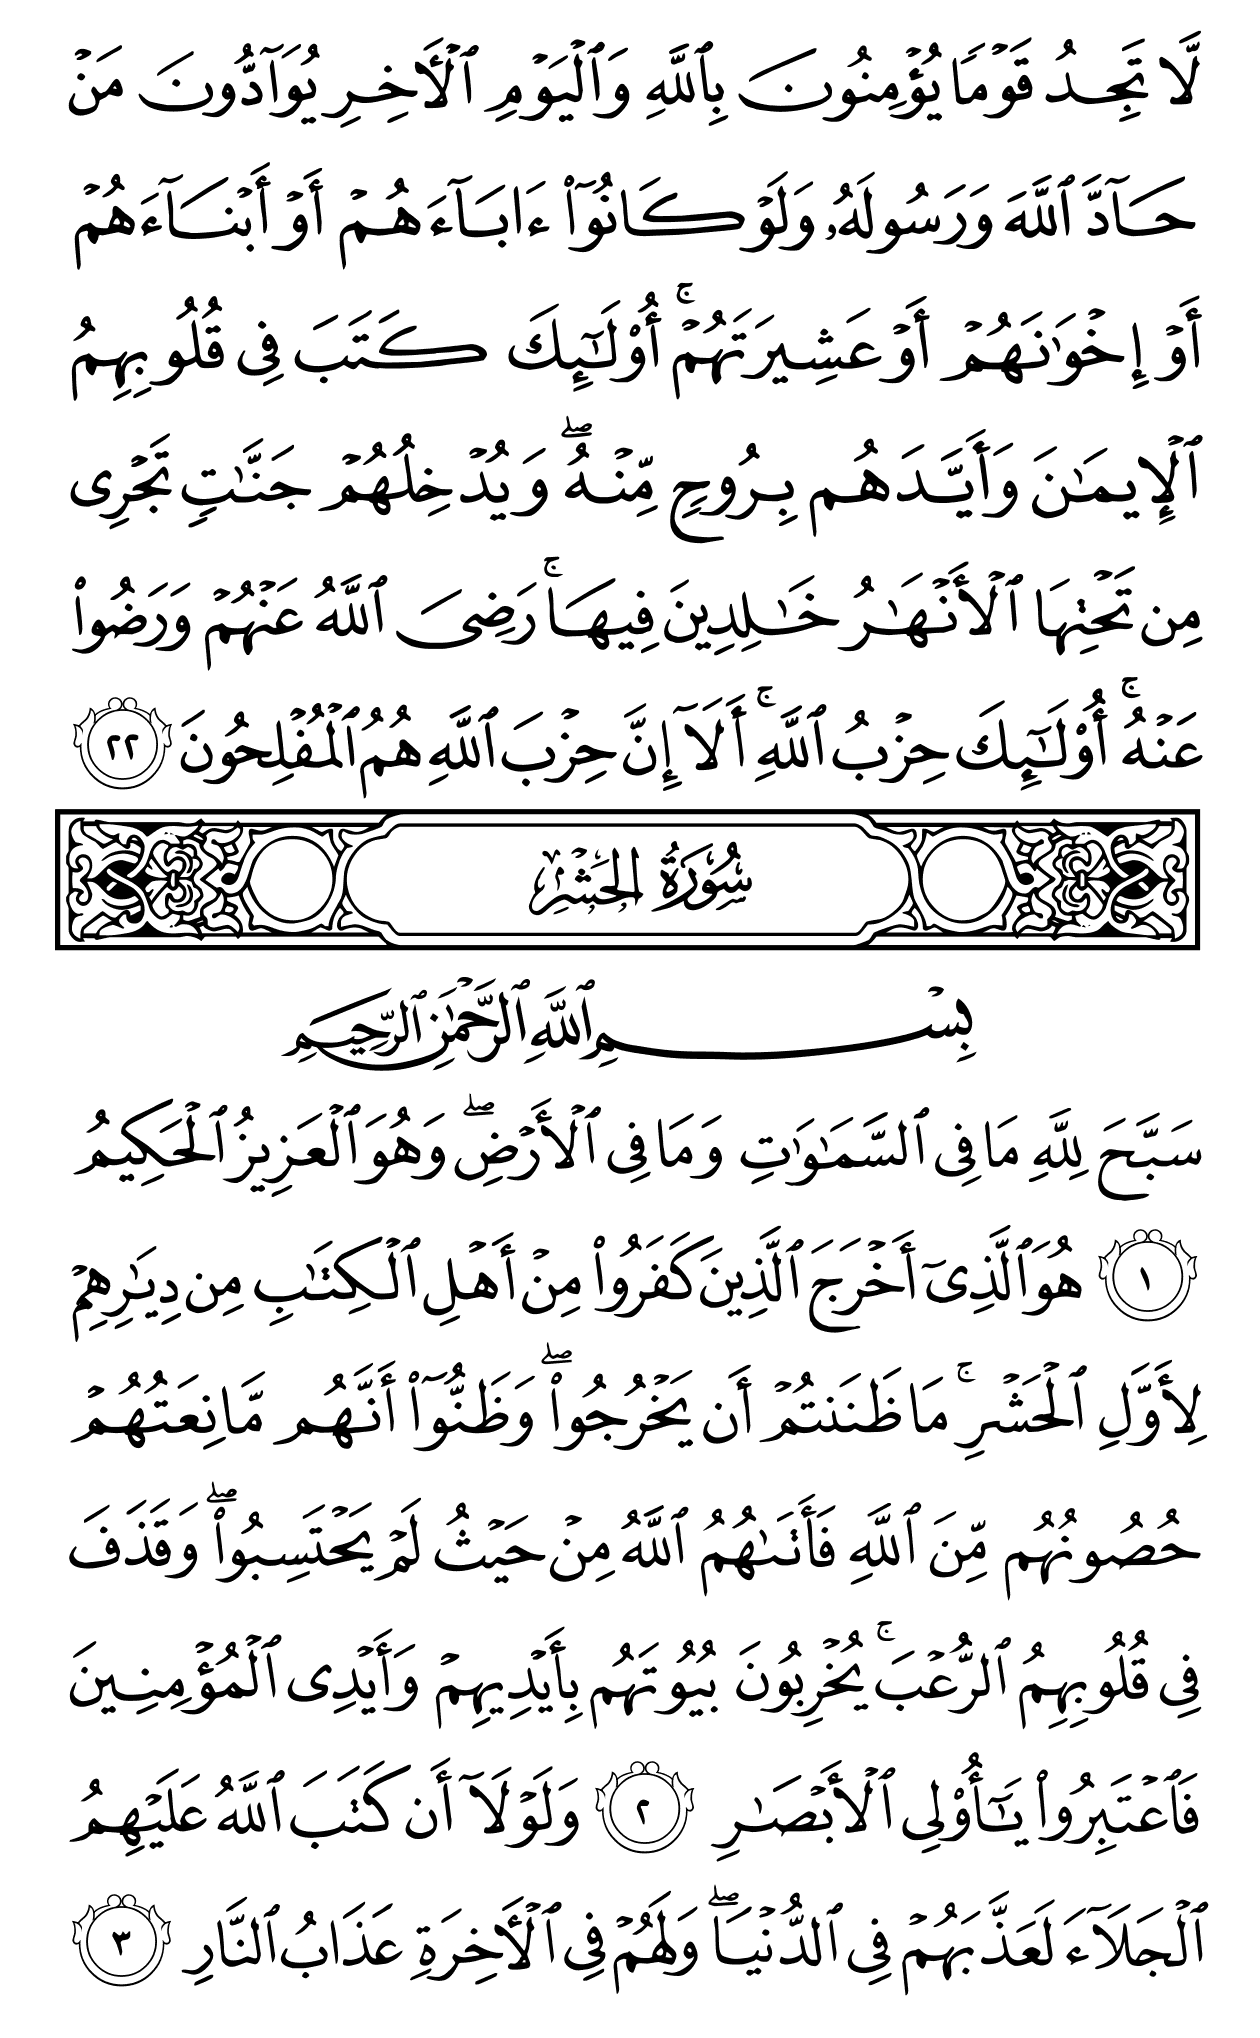 لَّا تَجِدُ قَوْمًا يُؤْمِنُونَ بِٱللَّهِ وَٱلْيَوْمِ ٱلْأَخِرِ يُوَآدُّونَ مَنْ
حَآدَّ ٱللَّهَ وَرَسُولَهُۥ وَلَوْ كَانُوٓا۟ ءَابَآءَهُمْ أَوْ أَبْنَآءَهُمْ
أَوْ إِخْوَٰنَهُمْ أَوْ عَشِيرَتَهُمْ ۚ أُو۟لَٰٓئِكَ كَتَبَ فِى قُلُوبِهِمُ
ٱلْإِيمَٰنَ وَأَيَّدَهُم بِرُوحٍ مِّنْهُ ۖ وَيُدْخِلُهُمْ جَنَّٰتٍ تَجْرِى
مِن تَحْتِهَا ٱلْأَنْهَٰرُ خَٰلِدِينَ فِيهَا ۚ رَضِىَ ٱللَّهُ عَنْهُمْ وَرَضُوا۟
عَنْهُ ۚ أُو۟لَٰٓئِكَ حِزْبُ ٱللَّهِ ۚ أَلَآ إِنَّ حِزْبَ ٱللَّهِ هُمُ ٱلْمُفْلِحُونَ ٢٢
سُورَةُ الحَشْرِ
بِسْمِ ٱللَّهِ ٱلرَّحْمَٰنِ ٱلرَّحِيمِ
سَبَّحَ لِلَّهِ مَا فِى ٱلسَّمَٰوَٰتِ وَمَا فِى ٱلْأَرْضِ ۖ وَهُوَ ٱلْعَزِيزُ ٱلْحَكِيمُ
١ هُوَ ٱلَّذِىٓ أَخْرَجَ ٱلَّذِينَ كَفَرُوا۟ مِنْ أَهْلِ ٱلْكِتَٰبِ مِن دِيَٰرِهِمْ
لِأَوَّلِ ٱلْحَشْرِ ۚ مَا ظَنَنتُمْ أَن يَخْرُجُوا۟ ۖ وَظَنُّوٓا۟ أَنَّهُم مَّانِعَتُهُمْ
حُصُونُهُم مِّنَ ٱللَّهِ فَأَتَىٰهُمُ ٱللَّهُ مِنْ حَيْثُ لَمْ يَحْتَسِبُوا۟ ۖ وَقَذَفَ
فِى قُلُوبِهِمُ ٱلرُّعْبَ ۚ يُخْرِبُونَ بُيُوتَهُم بِأَيْدِيهِمْ وَأَيْدِى ٱلْمُؤْمِنِينَ
فَٱعْتَبِرُوا۟ يَٰٓأُو۟لِى ٱلْأَبْصَٰرِ ٢ وَلَوْلَآ أَن كَتَبَ ٱللَّهُ عَلَيْهِمُ
ٱلْجَلَآءَ لَعَذَّبَهُمْ فِى ٱلدُّنْيَا ۖ وَلَهُمْ فِى ٱلْأَخِرَةِ عَذَابُ ٱلنَّارِ ٣